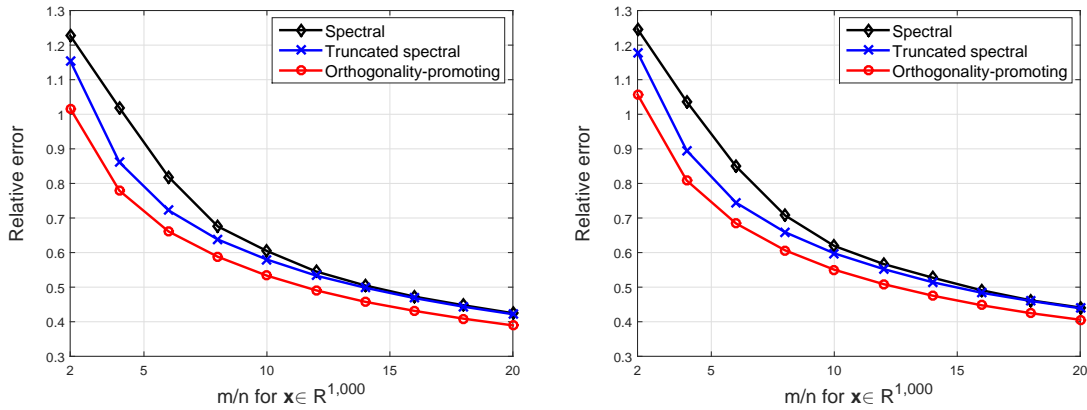 1.3
1.2
1.1
1
0.9
0.8
0.7
0.6
0.5
0.4
0.3
Relative error
Spectral
Truncated spectral
Orthogonality-promoting
2 5 10 15 20
m/n for x∈ R^1,000
1.3
1.2
1.1
1
0.9
0.8
0.7
0.6
0.5
0.4
0.3
Relative error
Spectral
Truncated spectral
Orthogonality-promoting
2 5 10 15 20
m/n for x∈ R^1,000